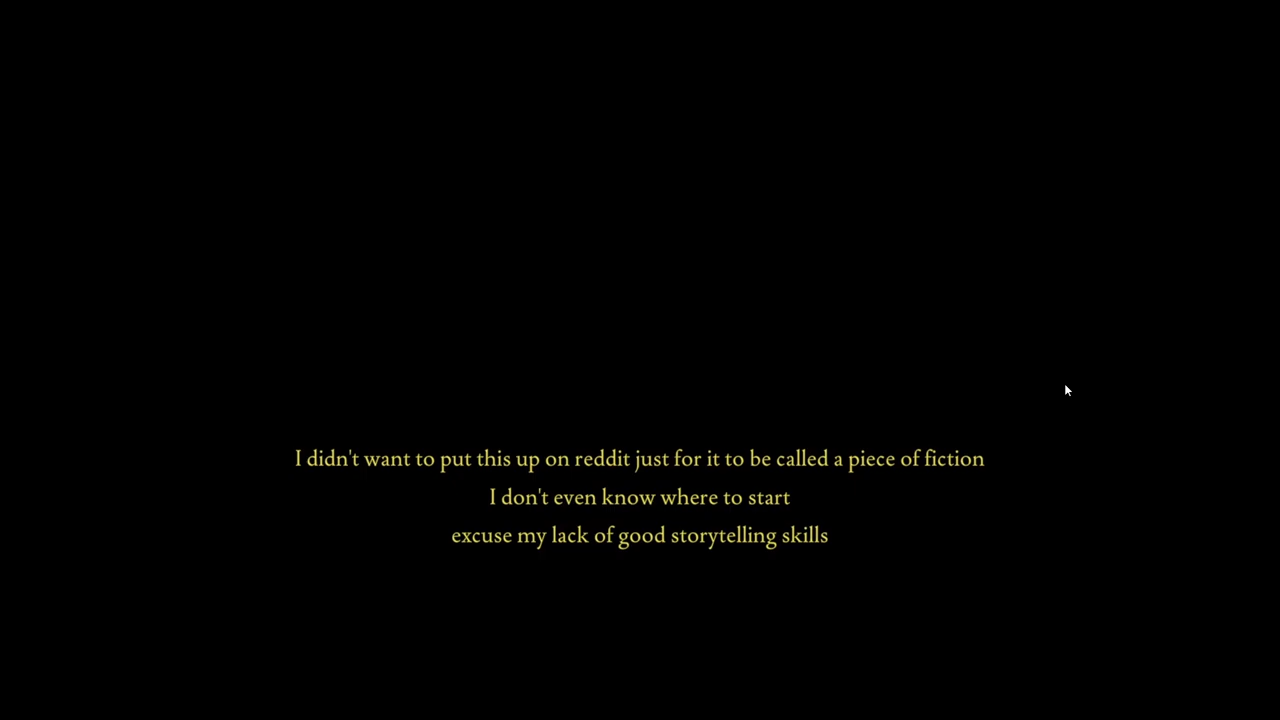 I didn't want to put this up on reddit just for it to be called a piece of fiction
I don't even know where to start
excuse my lack of good storytelling skills